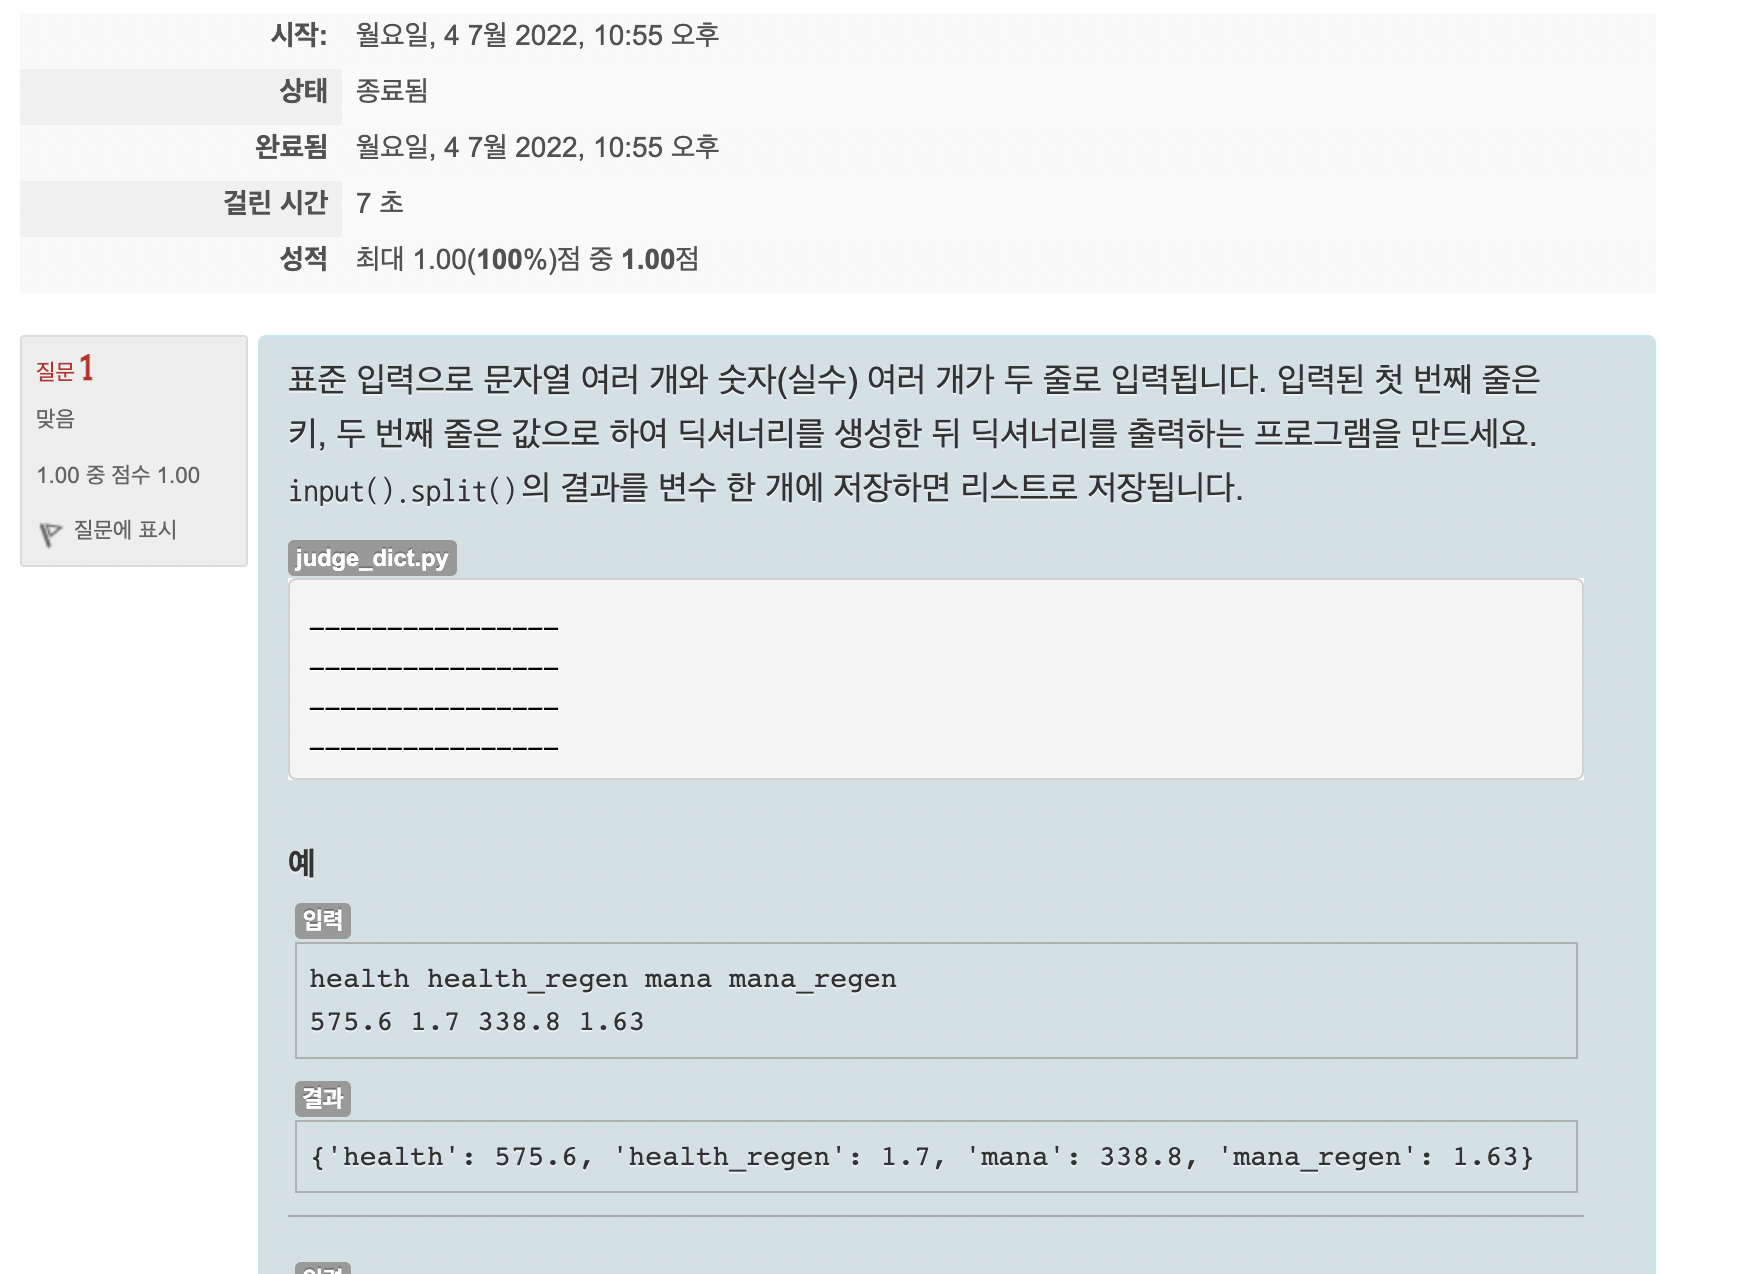 시작: 월요일, 4 7월 2022, 10:55 오후
상태 종료됨
완료됨 월요일, 4 7월 2022, 10:55 오후
걸린 시간 7 초
성적 최대 1.00(100%)점 중 1.00점
질문 1
맞음
1.00 중 점수 1.00
질문에 표시
표준 입력으로 문자열 여러 개와 숫자(실수) 여러 개가 두 줄로 입력됩니다. 입력된 첫 번째 줄은
키, 두 번째 줄은 값으로 하여 딕셔너리를 생성한 뒤 딕셔너리를 출력하는 프로그램을 만드세요.
input().split()의 결과를 변수 한 개에 저장하면 리스트로 저장됩니다.
judge_dict.py
________________
________________
________________
________________
예
입력
health health_regen mana mana_regen
575.6 1.7 338.8 1.63
결과
{'health': 575.6, 'health_regen': 1.7, 'mana': 338.8, 'mana_regen': 1.63}